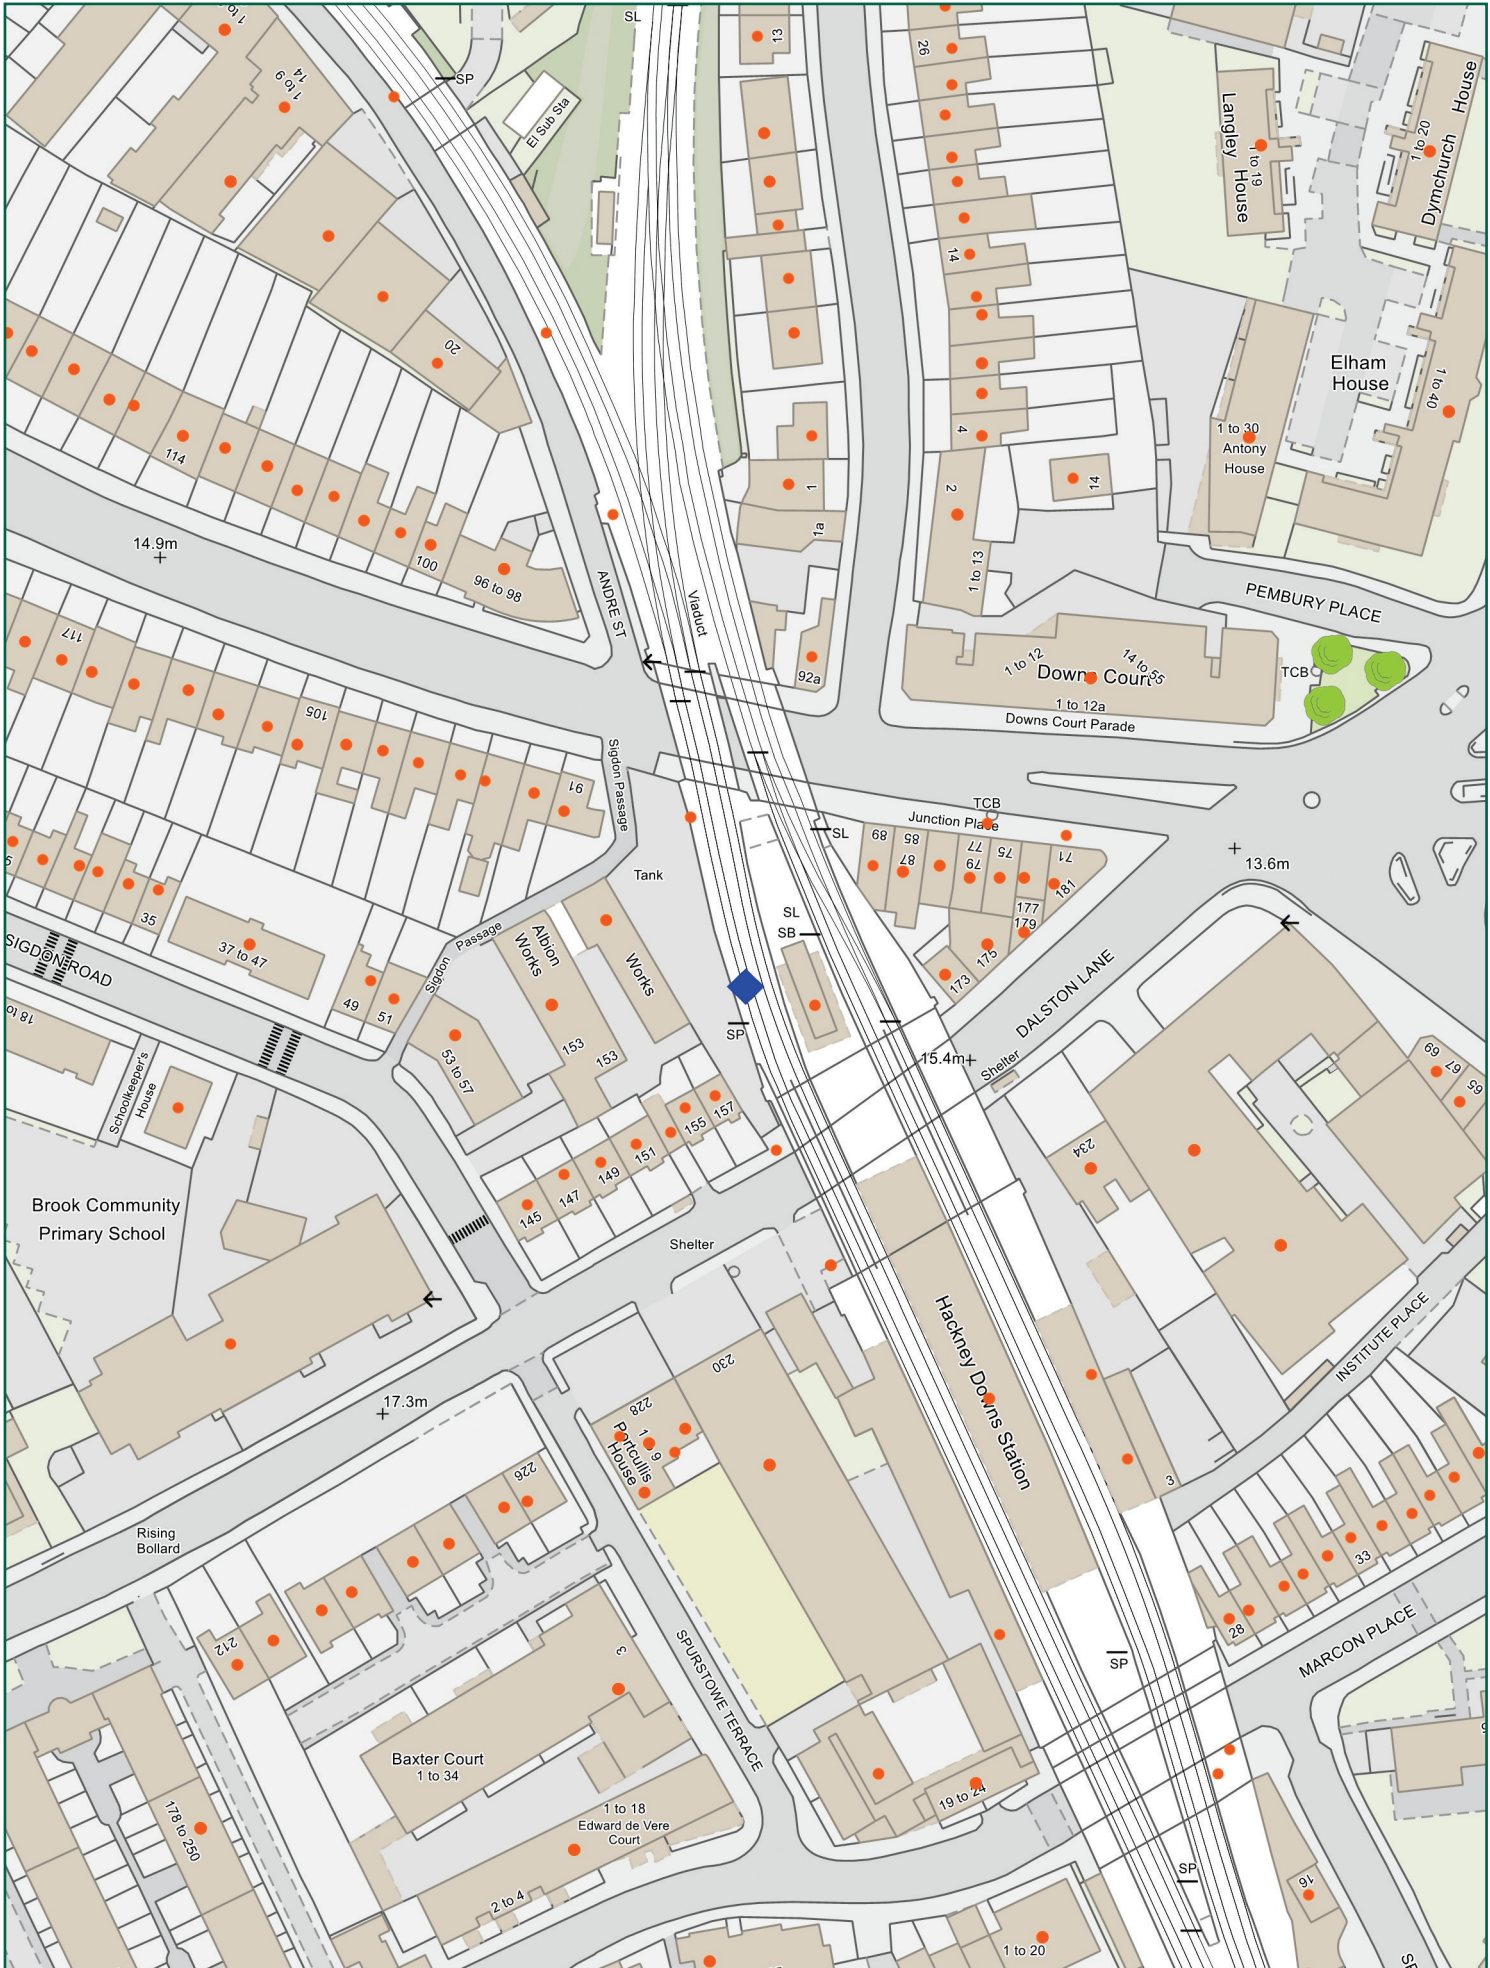 SL
1 to
13
26
SP
1 to 9
14
El Sub Sta
Langley House
1 to 19
House
1 to 20
Dymchurch
14
20
Elham
House
1 to 40
1 to 30
Antony
House
114
4
1
2
14
1a
14.9m
100
96 to 98
ANDRE ST
Viaduct
1 to 13
PEMBURY PLACE
117
92a
1 to 12
Downs Court
14 to 55
1 to 12a
Downs Court Parade
TCB
105
91
Sigdon Passage
TCB
Junction Place
SL
89
85
87
77
79
75
71
181
13.6m
Tank
35
37 to 47
SIGDON ROAD
Sigdon Passage
Albion
Works
Works
SL
SB
177
179
175
173
DALSTON LANE
49
51
53 to 57
153
153
SP
15.4m
Shelter
18 to
Schoolkeeper's
House
69
67
65
157
155
151
149
147
145
234
Brook Community
Primary School
Shelter
Hackney Downs Station
INSTITUTE PLACE
230
228
Portcullis
House
1 to 9
17.3m
226
3
Rising
Bollard
33
28
MARCON PLACE
212
3
SPURSTOWE TERRACE
SP
Baxter Court
1 to 34
19 to 24
1 to 18
Edward de Vere
Court
178 to 250
2 to 4
SP
16
1 to 20